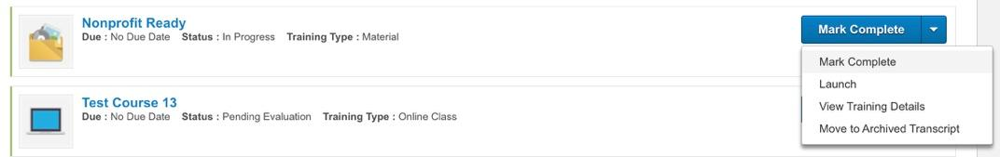 Nonprofit Ready
Due : No Due Date Status : In Progress Training Type : Material
Mark Complete
Mark Complete
Launch
View Training Details
Move to Archived Transcript
Test Course 13
Due : No Due Date Status : Pending Evaluation Training Type : Online Class